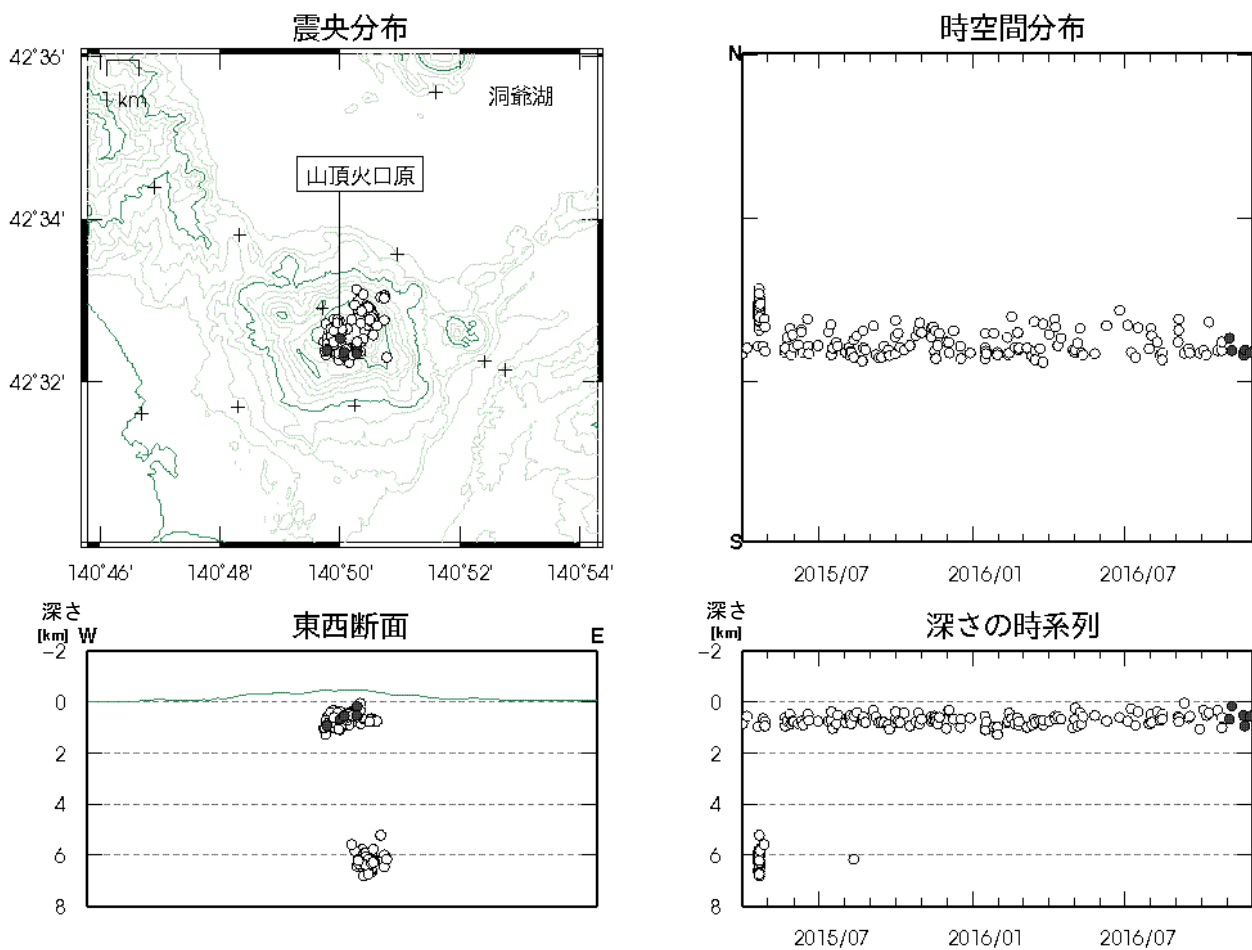 震央分布
42°36'
1 km
洞爺湖
山頂火口原
42°34'
42°32'
140°46' 140°48' 140°50' 140°52' 140°54'
時空間分布
N
S
2015/07 2016/01 2016/07
東西断面
深さ
[km]
W
E
-2
0
2
4
6
8
深さの時系列
深さ
[km]
-2
0
2
4
6
8
2015/07 2016/01 2016/07